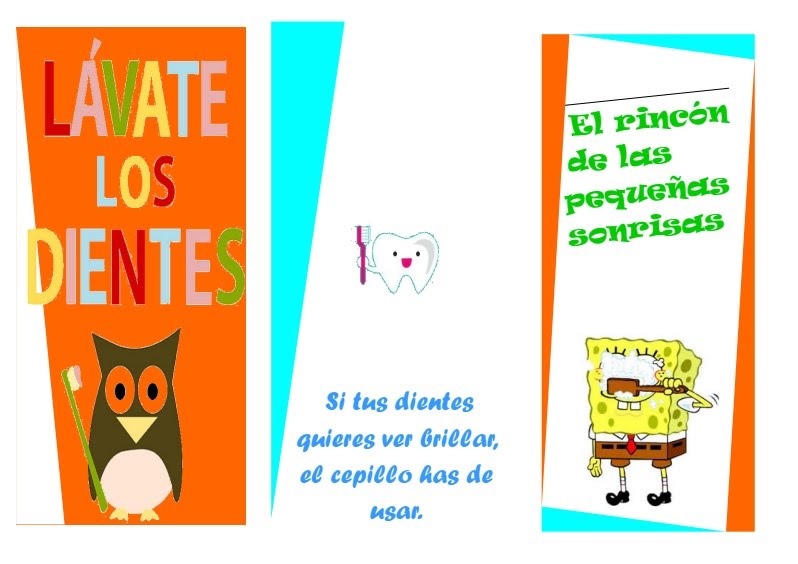 LÁVATE
LOS
DIENTES
Si tus dientes
quieres ver brillar,
el cepillo has de
usar.
El rincón
de las
pequeñas
sonrisas